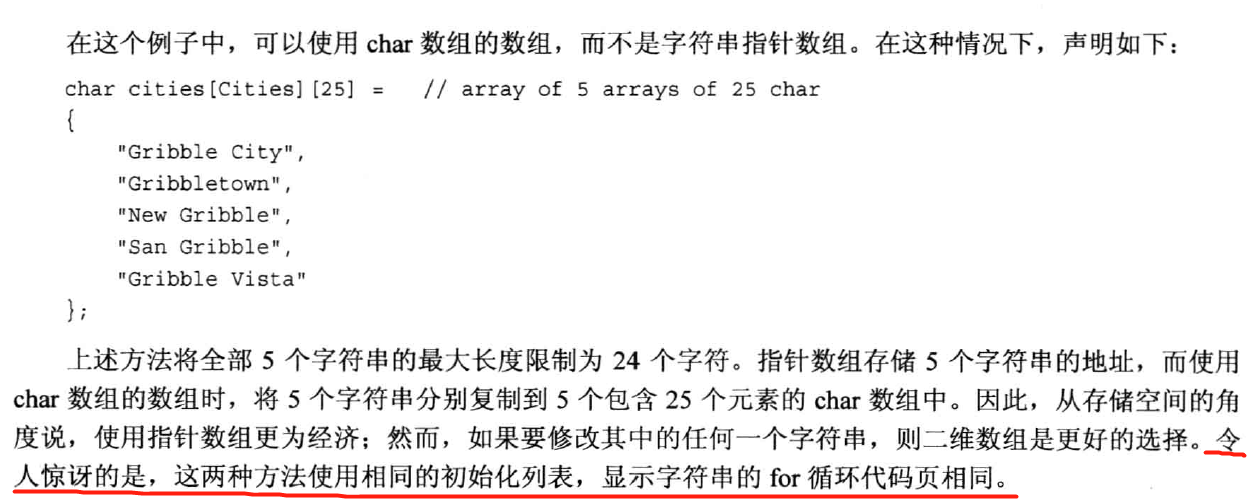 在这个例子中，可以使用 char 数组的数组，而不是字符串指针数组。在这种情况下，声明如下：
char cities[Cities][25] =   // array of 5 arrays of 25 char
{
    "Gribble City",
    "Gribbletown",
    "New Gribble",
    "San Gribble",
    "Gribble Vista"
};
上述方法将全部 5 个字符串的最大长度限制为 24 个字符。指针数组存储 5 个字符串的地址，而使用
char 数组的数组时，将 5 个字符串分别复制到 5 个包含 25 个元素的 char 数组中。因此，从存储空间的角
度说，使用指针数组更为经济；然而，如果要修改其中的任何一个字符串，则二维数组是更好的选择。令
人惊讶的是，这两种方法使用相同的初始化列表，显示字符串的 for 循环代码页相同。